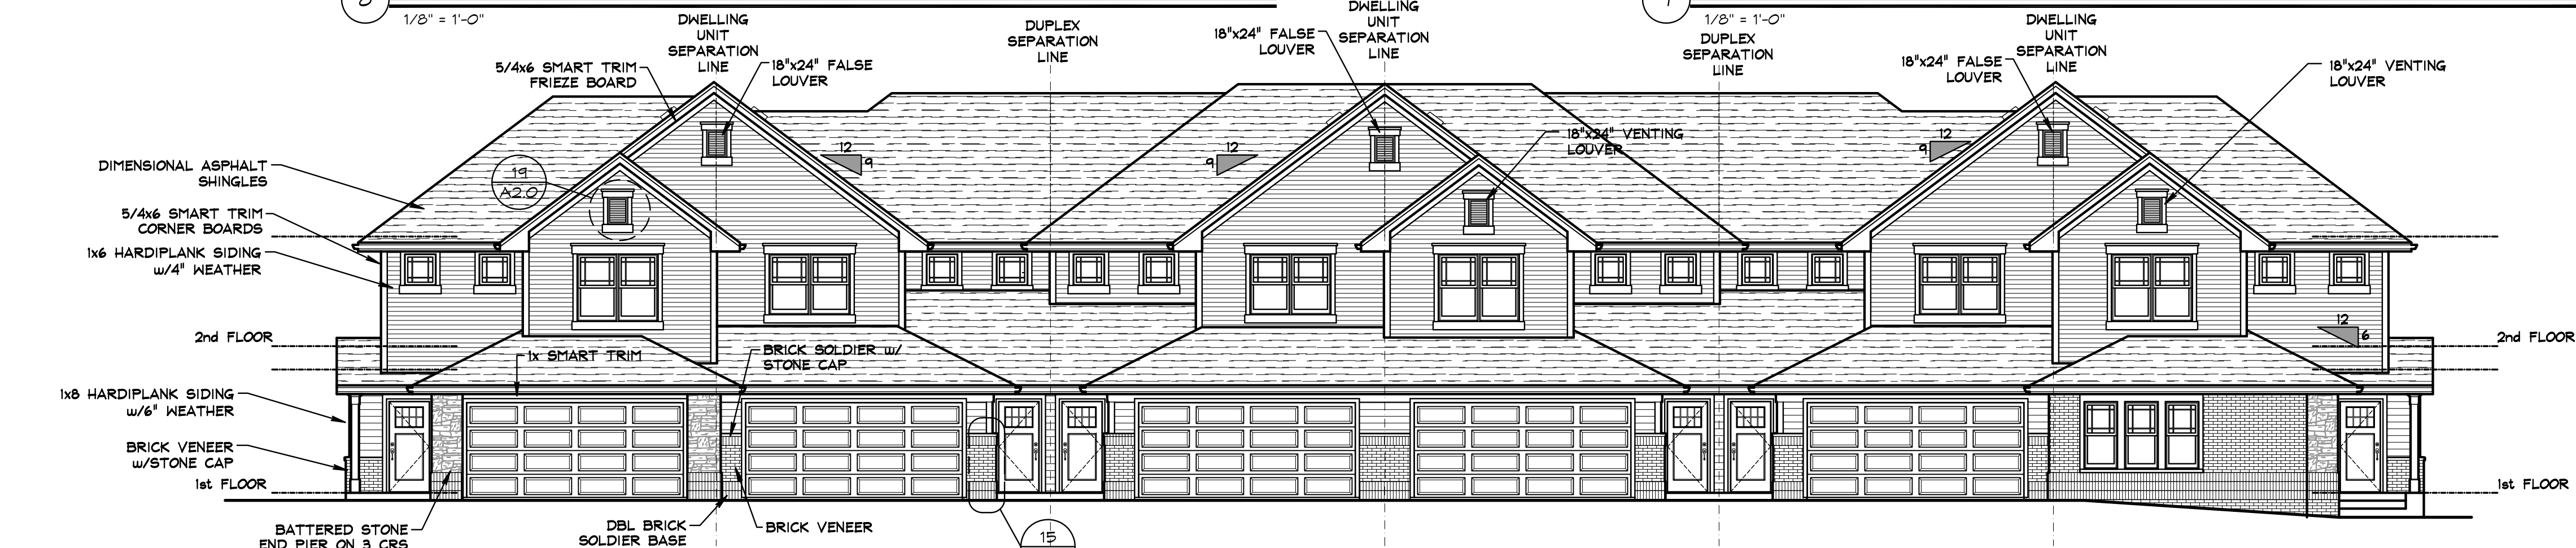 1/8" = 1'-0"
1/8" = 1'-0"
DWELLING
UNIT
SEPARATION
LINE
DUPLEX
SEPARATION
LINE
DWELLING
UNIT
SEPARATION
LINE
DUPLEX
SEPARATION
LINE
DWELLING
UNIT
SEPARATION
LINE
5/4x6 SMART TRIM
FRIEZE BOARD
18"x24" FALSE
LOUVER
18"x24" FALSE
LOUVER
18"x24" VENTING
LOUVER
18"x24" FALSE
LOUVER
18"x24" VENTING
LOUVER
12
9
12
9
12
9
DIMENSIONAL ASPHALT
SHINGLES
19
A2.0
5/4x6 SMART TRIM
CORNER BOARDS
1x6 HARDIPLANK SIDING
w/4" WEATHER
12
6
2nd FLOOR
2nd FLOOR
1x SMART TRIM
BRICK SOLDIER w/
STONE CAP
1x8 HARDIPLANK SIDING
w/6" WEATHER
BRICK VENEER
w/STONE CAP
1st FLOOR
1st FLOOR
BATTERED STONE
END PIER ON 3 CRS
DBL BRICK
SOLDIER BASE
BRICK VENEER
15